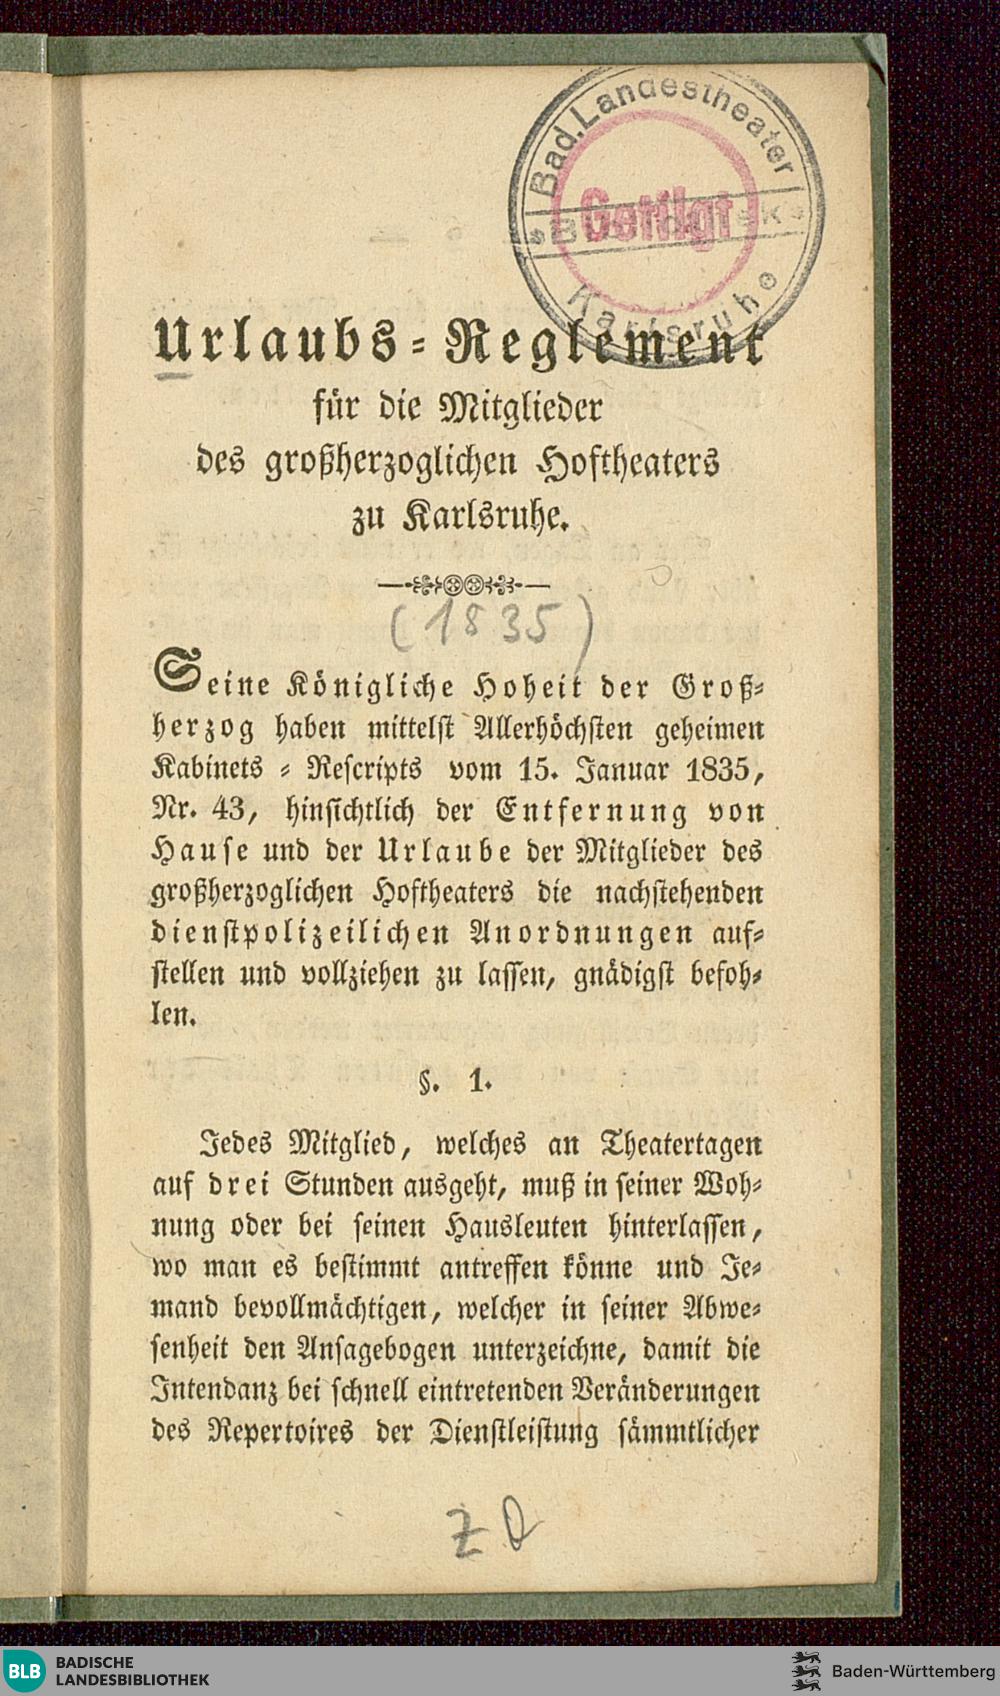 Bad. Landestheater
Getilgt
Karlsruhe
Urlaubs-Reglement
für die Mitglieder
des großherzoglichen Hoftheaters
zu Karlsruhe.
(1835)
Seine Königliche Hoheit der Groß-
herzog haben mittelst Allerhöchsten geheimen
Kabinets-Rescripts vom 15. Januar 1835,
Nr. 43, hinsichtlich der Entfernung von
Hause und der Urlaube der Mitglieder des
großherzoglichen Hoftheaters die nachstehenden
dienstpolizeilichen Anordnungen auf-
stellen und vollziehen zu lassen, gnädigst befoh-
len.
§. 1.
Jedes Mitglied, welches an Theatertagen
auf drei Stunden ausgeht, muß in seiner Woh-
nung oder bei seinen Hausleuten hinterlassen,
wo man es bestimmt antreffen könne und Je-
mand bevollmächtigen, welcher in seiner Abwe-
senheit den Ansagebogen unterzeichne, damit die
Intendanz bei schnell eintretenden Veränderungen
des Repertoires der Dienstleistung sämmtlicher
BLB BADISCHE
LANDESBIBLIOTHEK
Baden-Württemberg